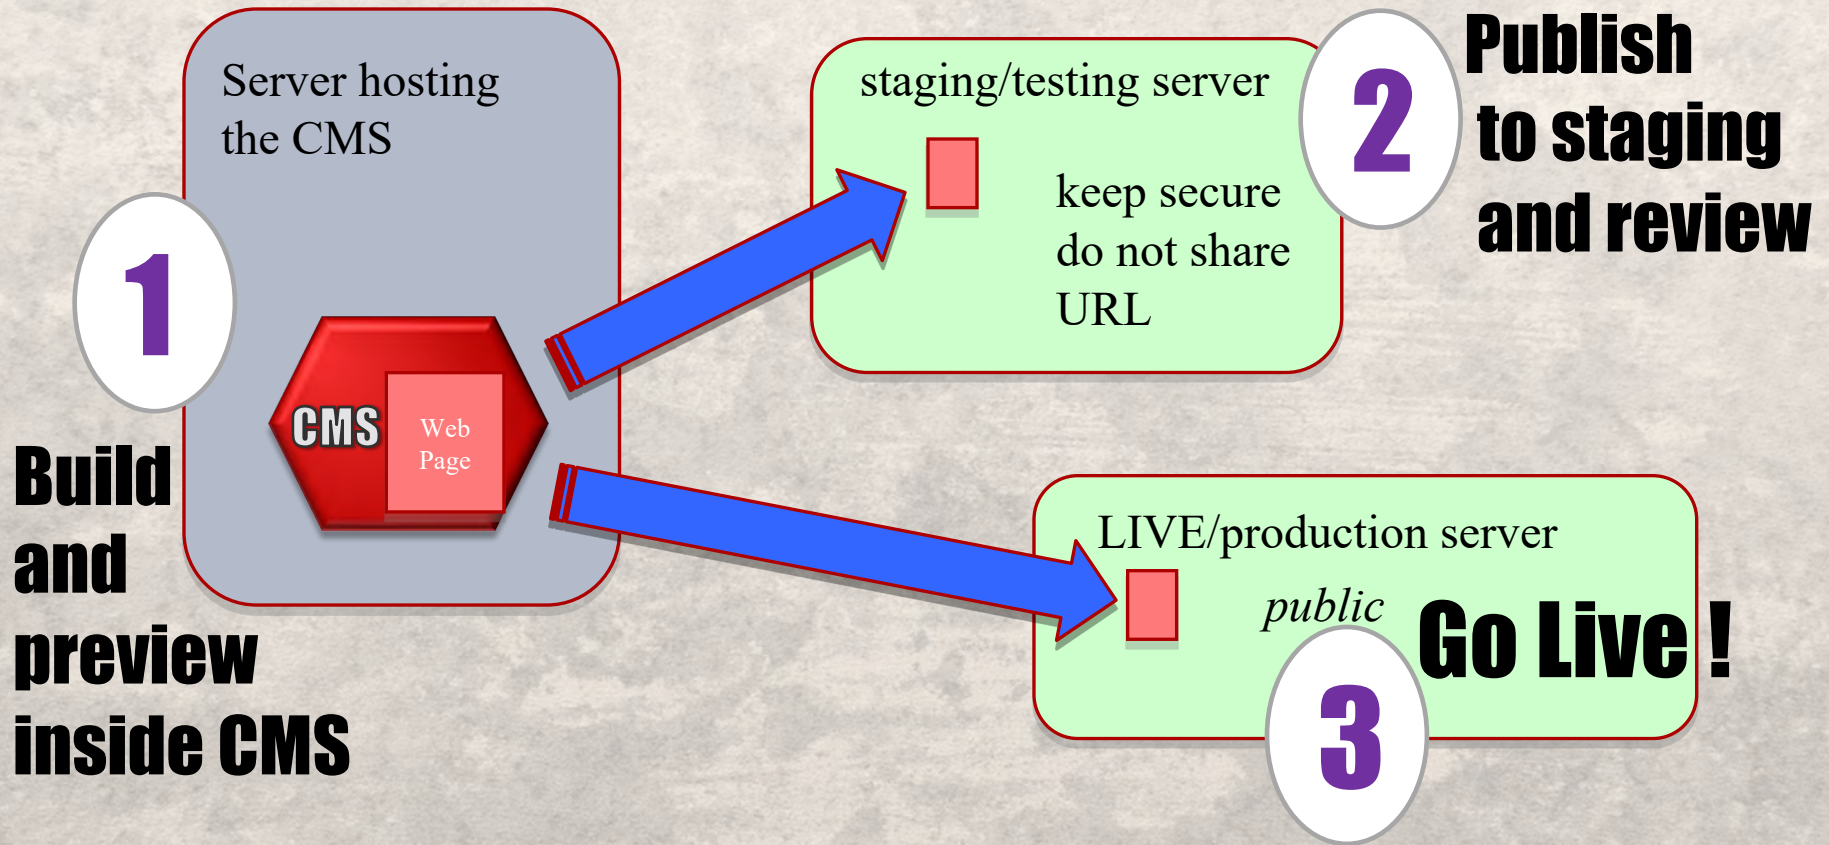 Server hosting
the CMS
1
CMS
Web
Page
Build
and
preview
inside CMS
staging/testing server
keep secure
do not share
URL
2
Publish
to staging
and review
LIVE/production server
public
Go Live !
3